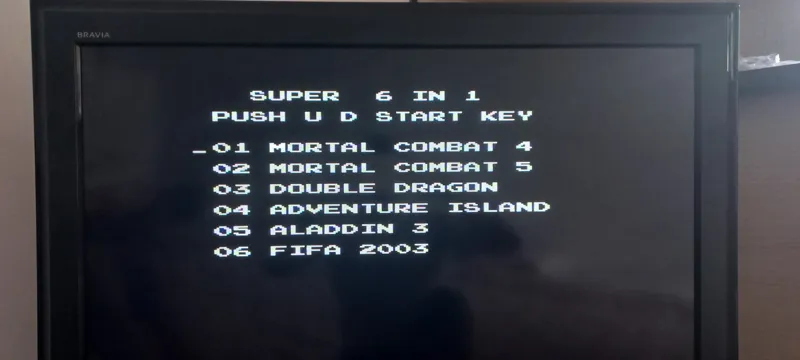 BRAVIA
SUPER 6 IN 1
PUSH U D START KEY
_01 MORTAL COMBAT 4
02 MORTAL COMBAT 5
03 DOUBLE DRAGON
04 ADVENTURE ISLAND
05 ALADDIN 3
06 FIFA 2003